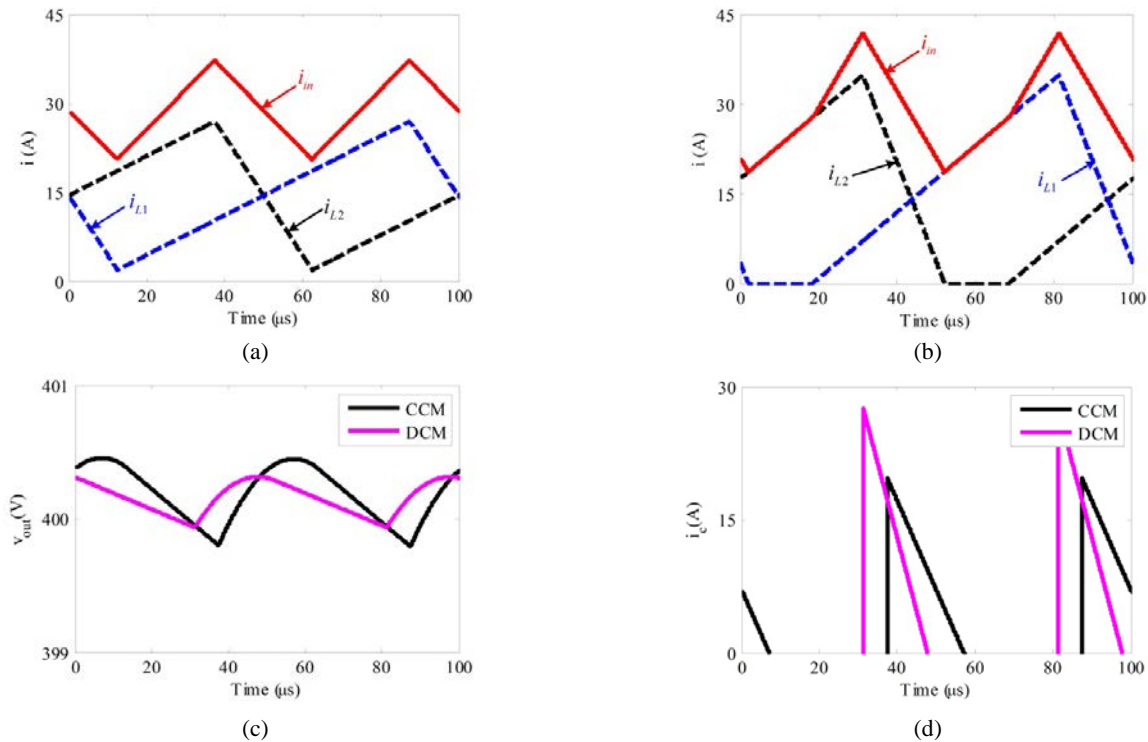 45
30
15
0
i (A)
i_in
i_L1
i_L2
0 20 40 60 80 100
Time (μs)
(a)
45
30
15
0
i (A)
i_in
i_L2
i_L1
0 20 40 60 80 100
Time (μs)
(b)
401
400
399
v_out(V)
CCM
DCM
0 20 40 60 80 100
Time (μs)
(c)
30
15
0
i_c(A)
CCM
DCM
0 20 40 60 80 100
Time (μs)
(d)